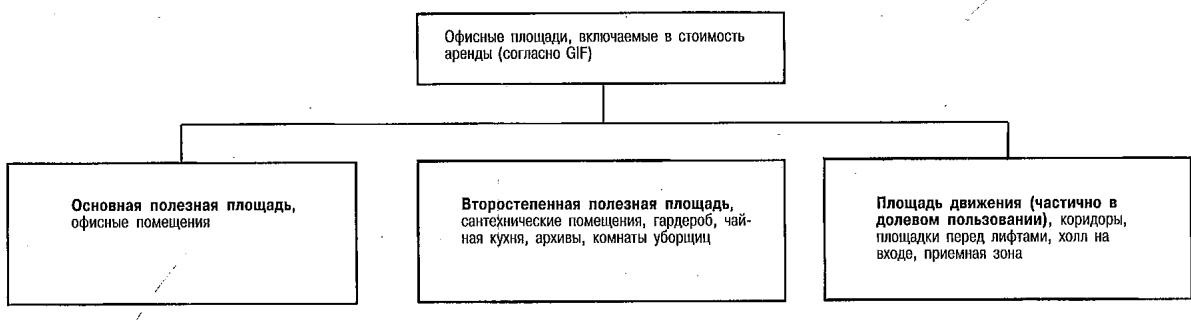 Офисные площади, включаемые в стоимость
аренды (согласно GIF)
Основная полезная площадь,
офисные помещения
Второстепенная полезная площадь,
сантехнические помещения, гардероб, чай-
ная кухня, архивы, комнаты уборщиц
Площадь движения (частично в
долевом пользовании), коридоры,
площадки перед лифтами, холл на
входе, приемная зона